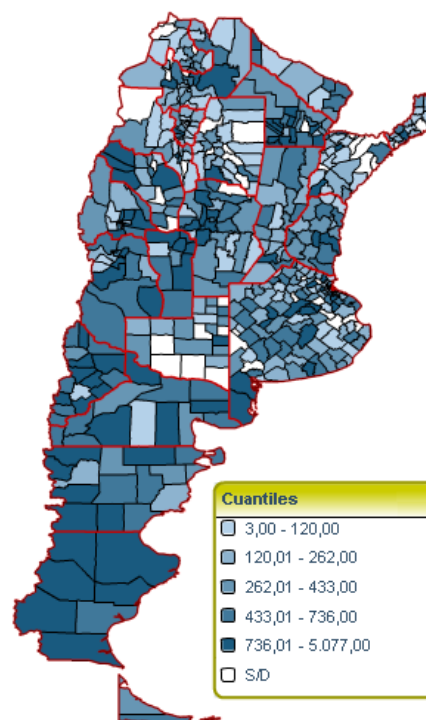 Cuantiles
3,00 - 120,00
120,01 - 262,00
262,01 - 433,00
433,01 - 736,00
736,01 - 5.077,00
S/D